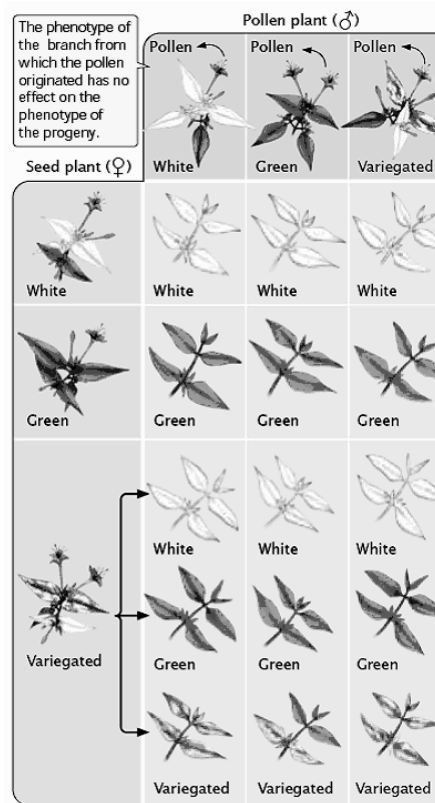 Pollen plant (♂)
The phenotype of
the branch from
which the pollen
originated has no
effect on the
phenotype of
the progeny.
Pollen Pollen Pollen
White Green Variegated
Seed plant (♀)
White White White White
Green Green Green Green
White White White
Variegated Green Green Green
Variegated Variegated Variegated